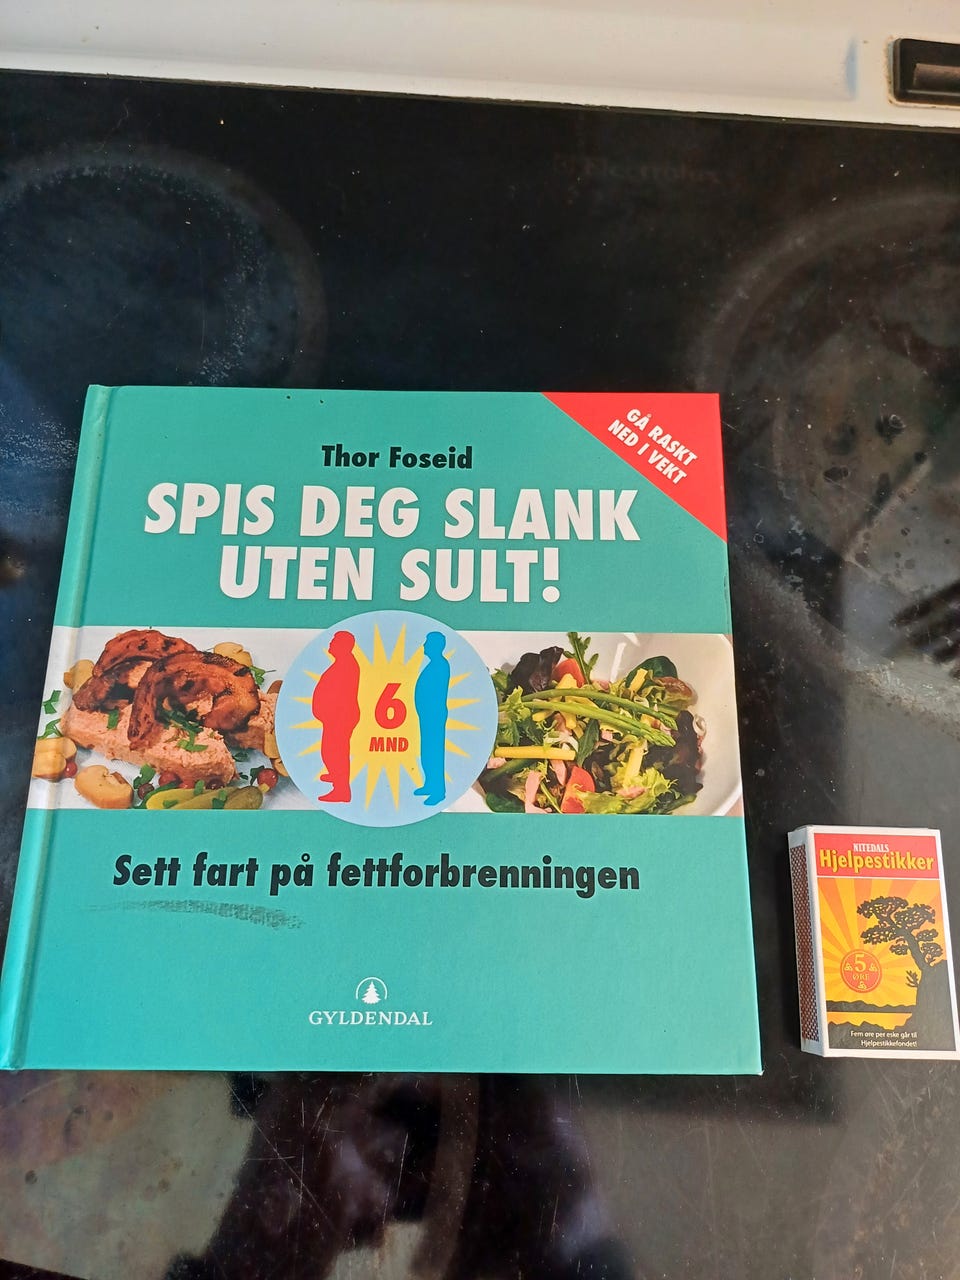 Electrolux
GÅ RASKT
NED I VEKT
Thor Foseid
SPIS DEG SLANK
UTEN SULT!
6
MND
Sett fart på fettforbrenningen
GYLDENDAL
NITEDALS
Hjelpestikker
5
ØRE
Fem øre per eske går til
Hjelpestikkefondet!